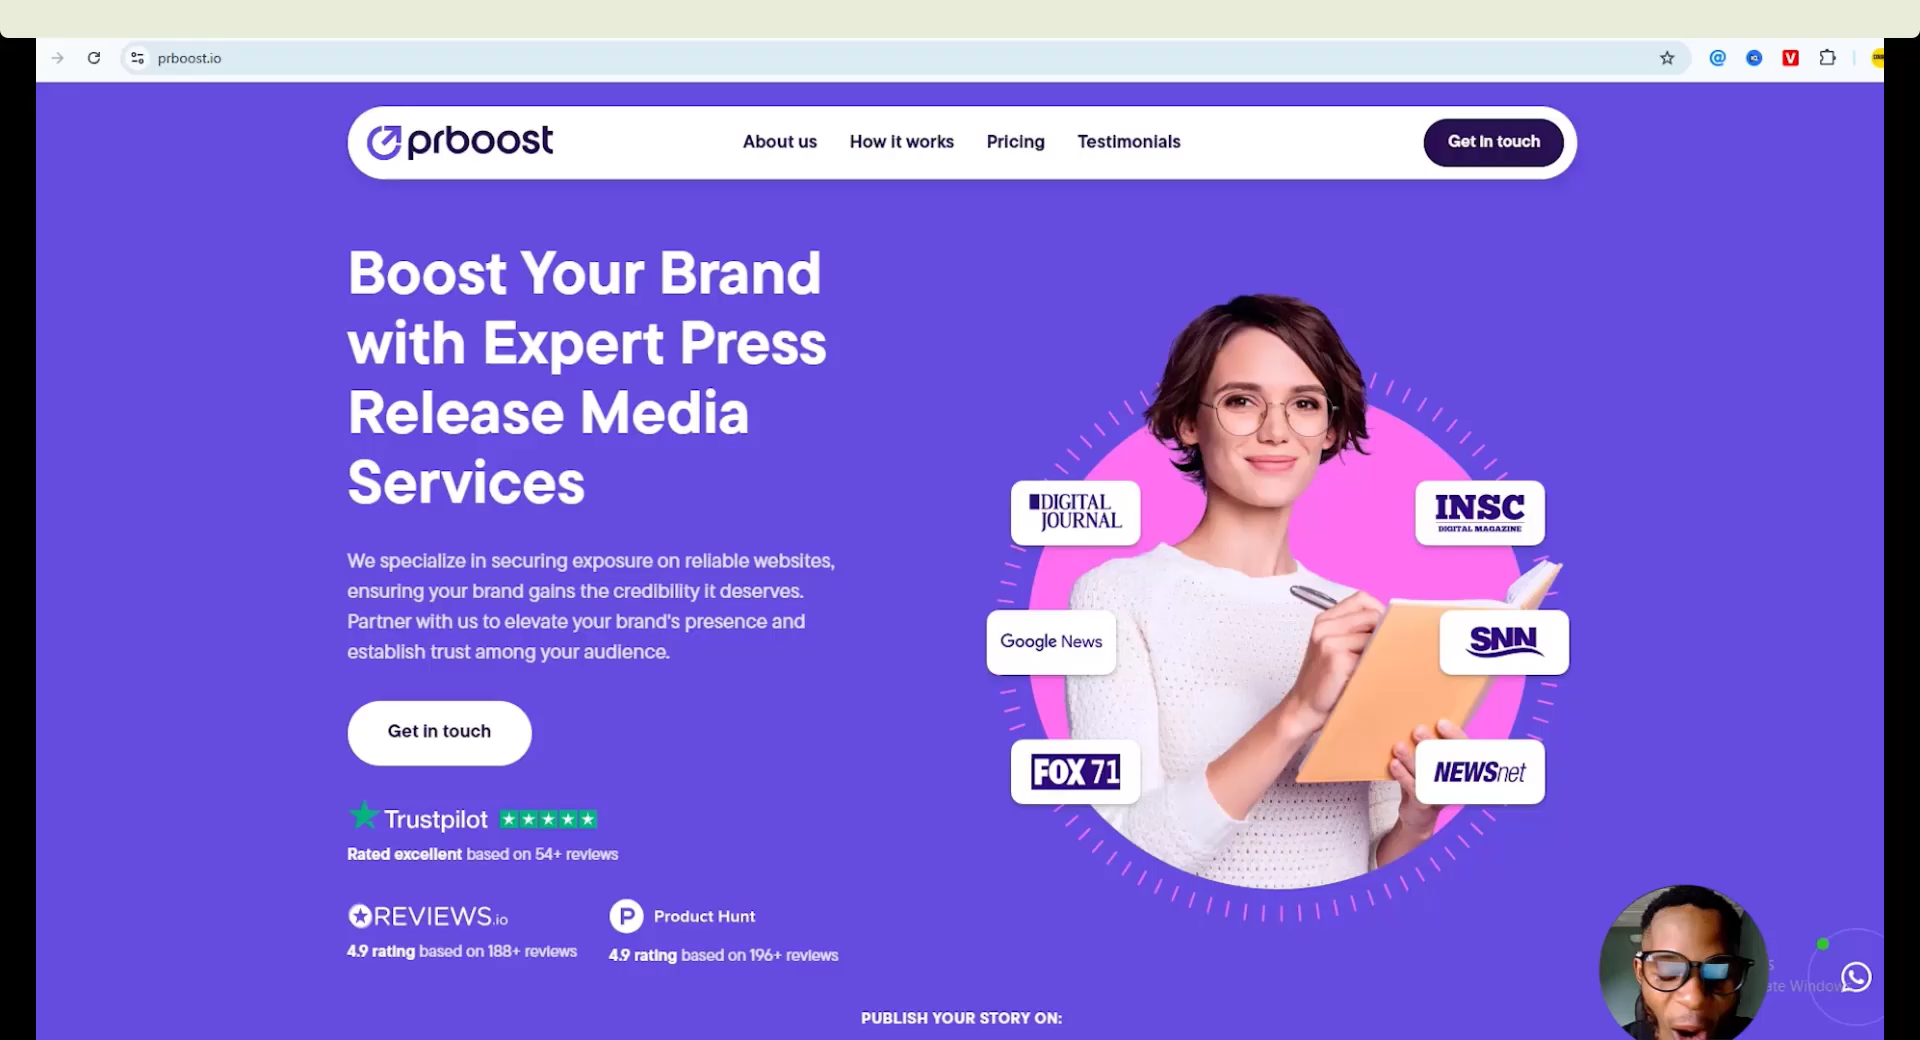 prboost.io
prboost
About us
How it works
Pricing
Testimonials
Get in touch
Boost Your Brand
with Expert Press
Release Media
Services
We specialize in securing exposure on reliable websites,
ensuring your brand gains the credibility it deserves.
Partner with us to elevate your brand's presence and
establish trust among your audience.
Get in touch
Trustpilot
Rated excellent based on 54+ reviews
REVIEWS.io
4.9 rating based on 188+ reviews
Product Hunt
4.9 rating based on 196+ reviews
DIGITAL
JOURNAL
INSC
DIGITAL MAGAZINE
Google News
SNN
FOX 71
NEWSnet
PUBLISH YOUR STORY ON: